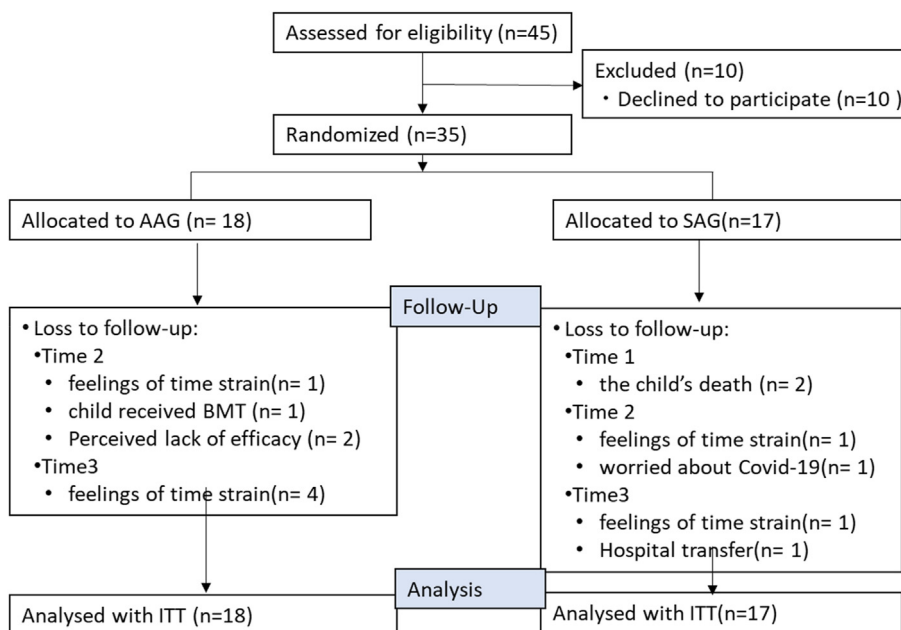 Assessed for eligibility (n=45)
Excluded (n=10)
• Declined to participate (n=10 )
Randomized (n=35)
Allocated to AAG (n= 18)
Allocated to SAG(n=17)
Follow-Up
• Loss to follow-up:
•Time 2
• feelings of time strain(n= 1)
• child received BMT (n= 1)
• Perceived lack of efficacy (n= 2)
•Time3
• feelings of time strain(n= 4)
• Loss to follow-up:
•Time 1
• the child’s death (n= 2)
•Time 2
• feelings of time strain(n= 1)
• worried about Covid-19(n= 1)
•Time3
• feelings of time strain(n= 1)
• Hospital transfer(n= 1)
Analysis
Analysed with ITT (n=18)
Analysed with ITT(n=17)